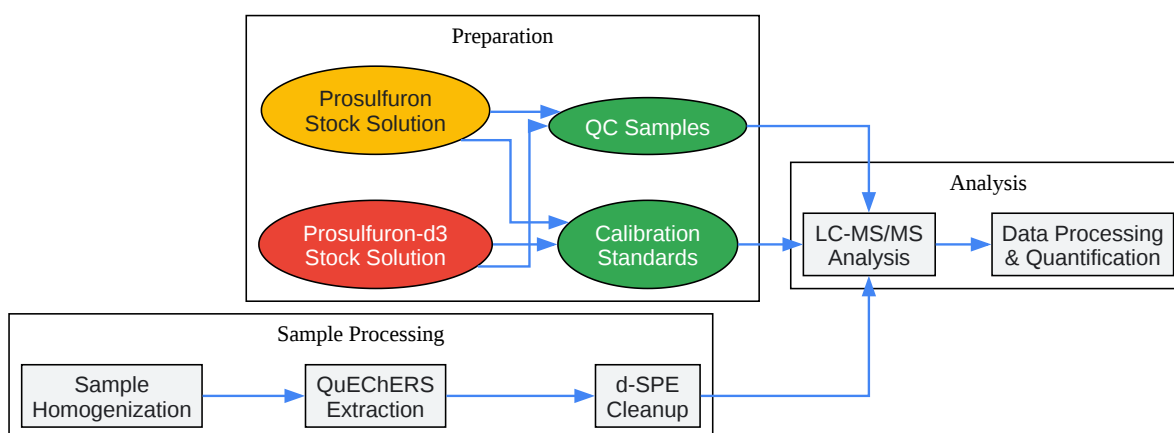 Preparation
Prosulfuron
Stock Solution
QC Samples
Prosulfuron-d3
Stock Solution
Calibration
Standards
Analysis
LC-MS/MS
Analysis
Data Processing
& Quantification
Sample Processing
Sample
Homogenization
QuEChERS
Extraction
d-SPE
Cleanup